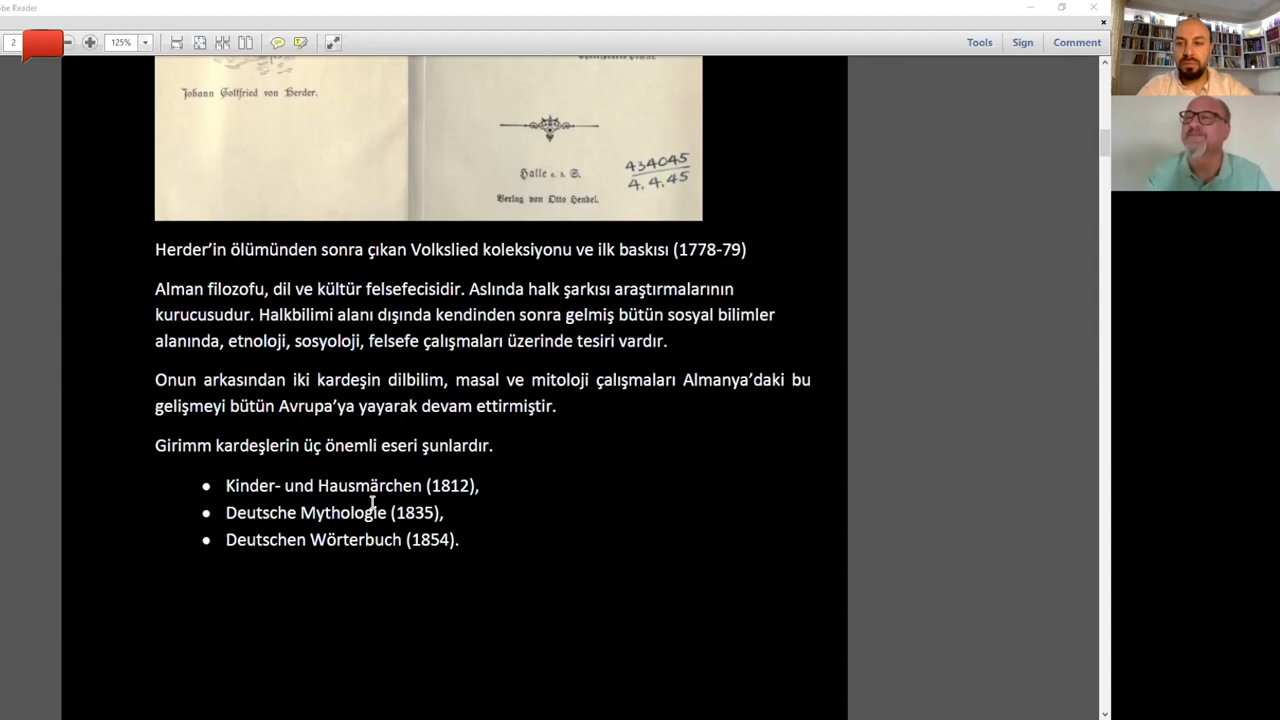 be Reader
2
125%
Tools
Sign
Comment
Johann Gottfried von Herder.
Halle a. d. S.
Verlag von Otto Hendel.
434045
4. 4. 45
Herder’in ölümünden sonra çıkan Volkslied koleksiyonu ve ilk baskısı (1778-79)
Alman filozofu, dil ve kültür felsefecisidir. Aslında halk şarkısı araştırmalarının
kurucusudur. Halkbilimi alanı dışında kendinden sonra gelmiş bütün sosyal bilimler
alanında, etnoloji, sosyoloji, felsefe çalışmaları üzerinde tesiri vardır.
Onun arkasından iki kardeşin dilbilim, masal ve mitoloji çalışmaları Almanya’daki bu
gelişmeyi bütün Avrupa’ya yayarak devam ettirmiştir.
Girimm kardeşlerin üç önemli eseri şunlardır.
• Kinder- und Hausmärchen (1812),
• Deutsche Mythologie (1835),
• Deutschen Wörterbuch (1854).